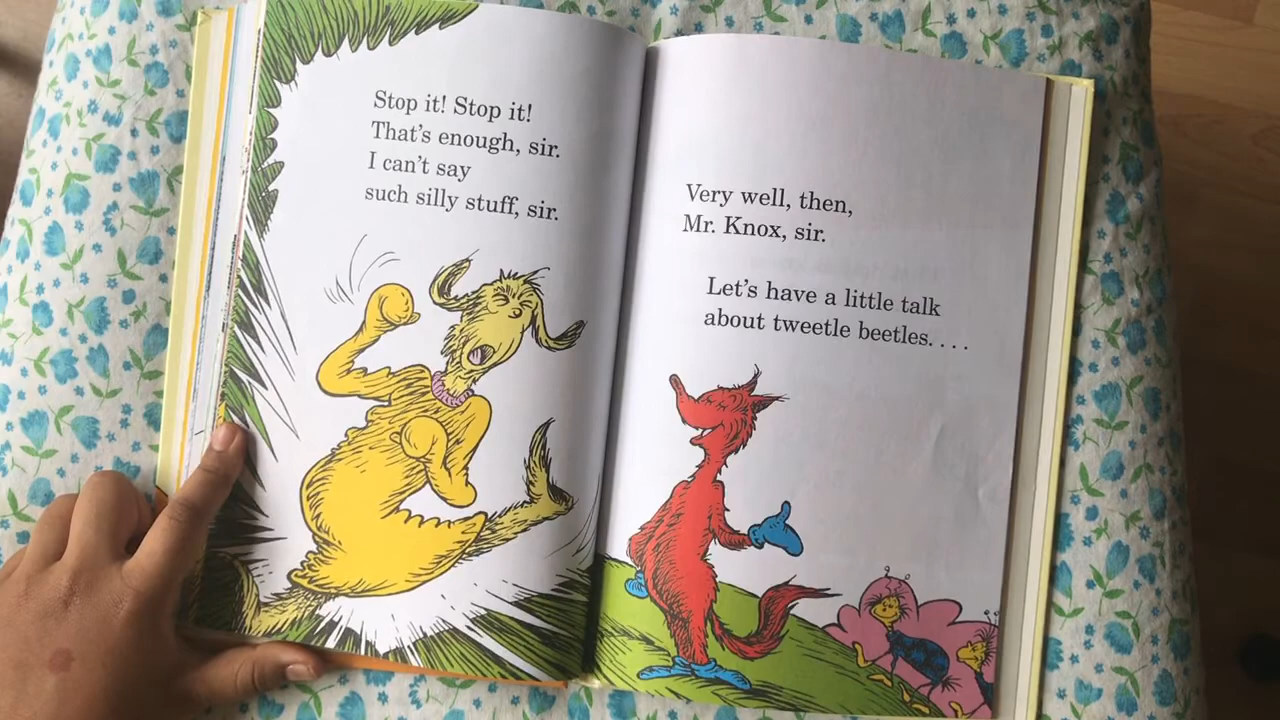 Stop it! Stop it!
That's enough, sir.
I can't say
such silly stuff, sir.
Very well, then,
Mr. Knox, sir.
Let's have a little talk
about tweetle beetles. . . .